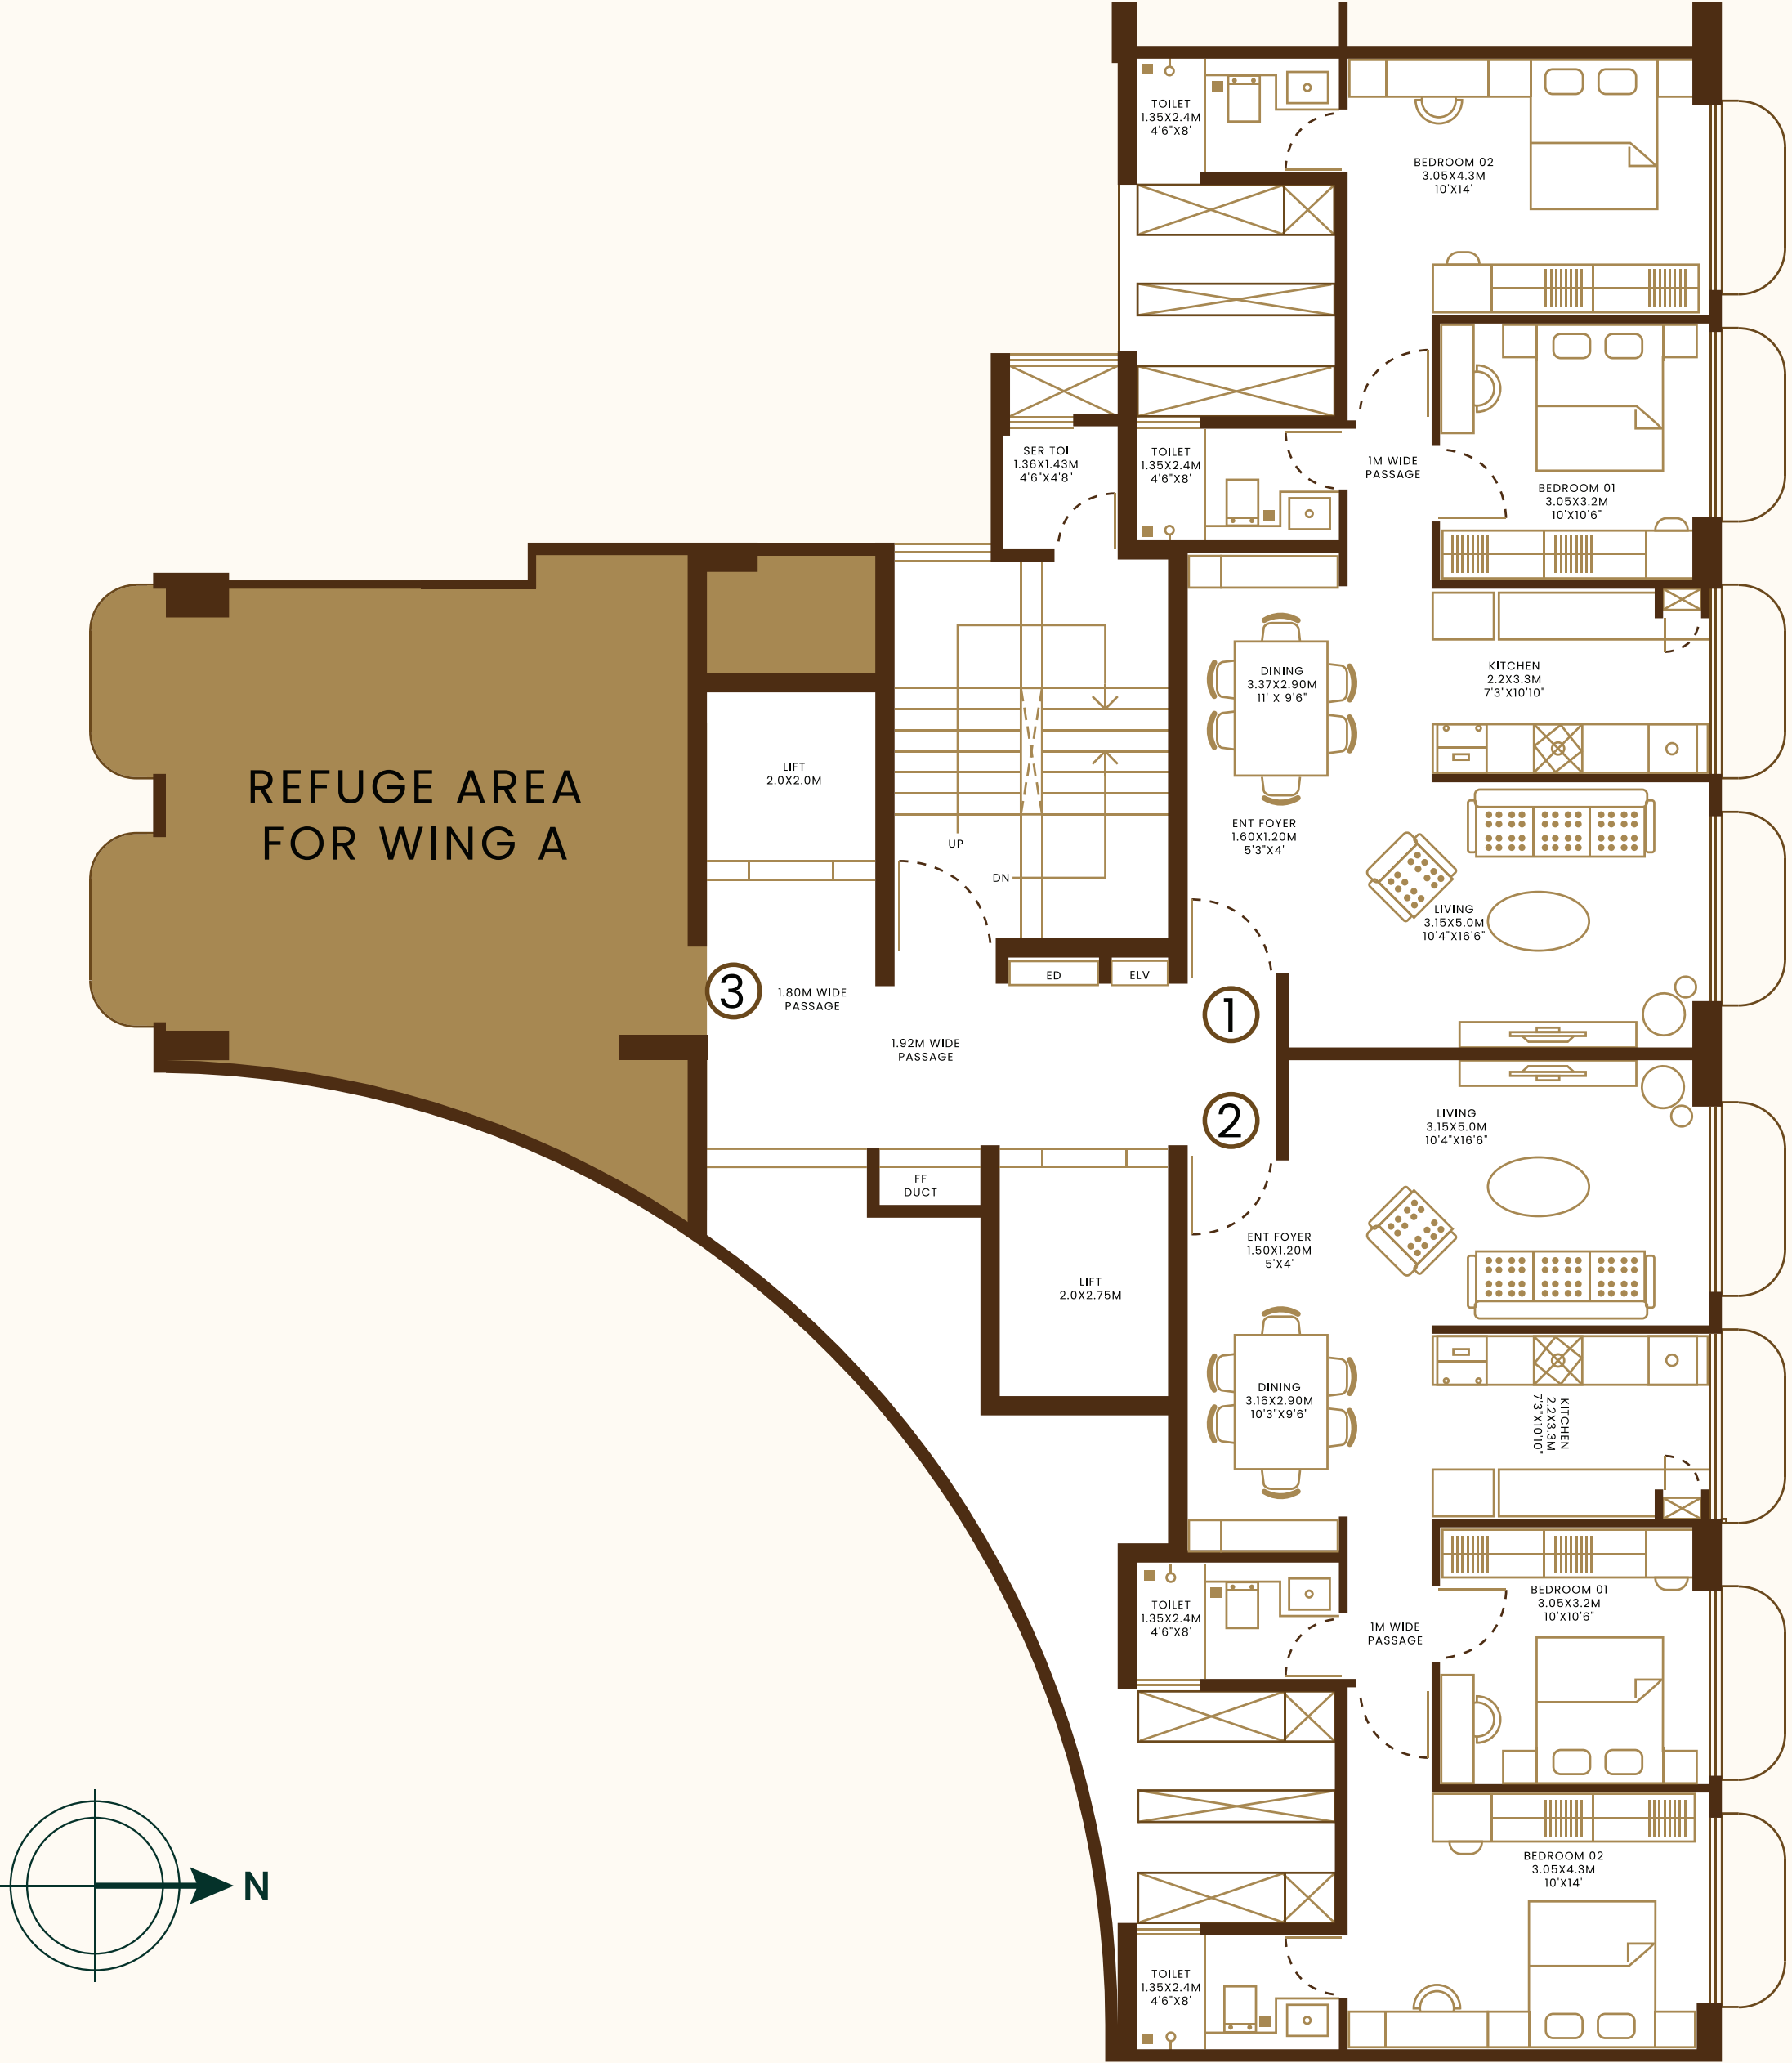 TOILET
1.35X2.4M
4'6"X8'
BEDROOM 02
3.05X4.3M
10'X14'
SER TOI
1.36X1.43M
4'6"X4'8"
TOILET
1.35X2.4M
4'6"X8'
1M WIDE
PASSAGE
BEDROOM 01
3.05X3.2M
10'X10'6"
DINING
3.37X2.90M
11' X 9'6"
KITCHEN
2.2X3.3M
7'3"X10'10"
REFUGE AREA
FOR WING A
LIFT
2.0X2.0M
UP
DN
ENT FOYER
1.60X1.20M
5'3"X4'
LIVING
3.15X5.0M
10'4"X16'6"
ED
ELV
3
1.80M WIDE
PASSAGE
1
1.92M WIDE
PASSAGE
2
LIVING
3.15X5.0M
10'4"X16'6"
FF
DUCT
ENT FOYER
1.50X1.20M
5'X4'
LIFT
2.0X2.75M
DINING
3.16X2.90M
10'3"X9'6"
KITCHEN
2.2X3.3M
7'3"X10'10"
TOILET
1.35X2.4M
4'6"X8'
1M WIDE
PASSAGE
BEDROOM 01
3.05X3.2M
10'X10'6"
BEDROOM 02
3.05X4.3M
10'X14'
N
TOILET
1.35X2.4M
4'6"X8'